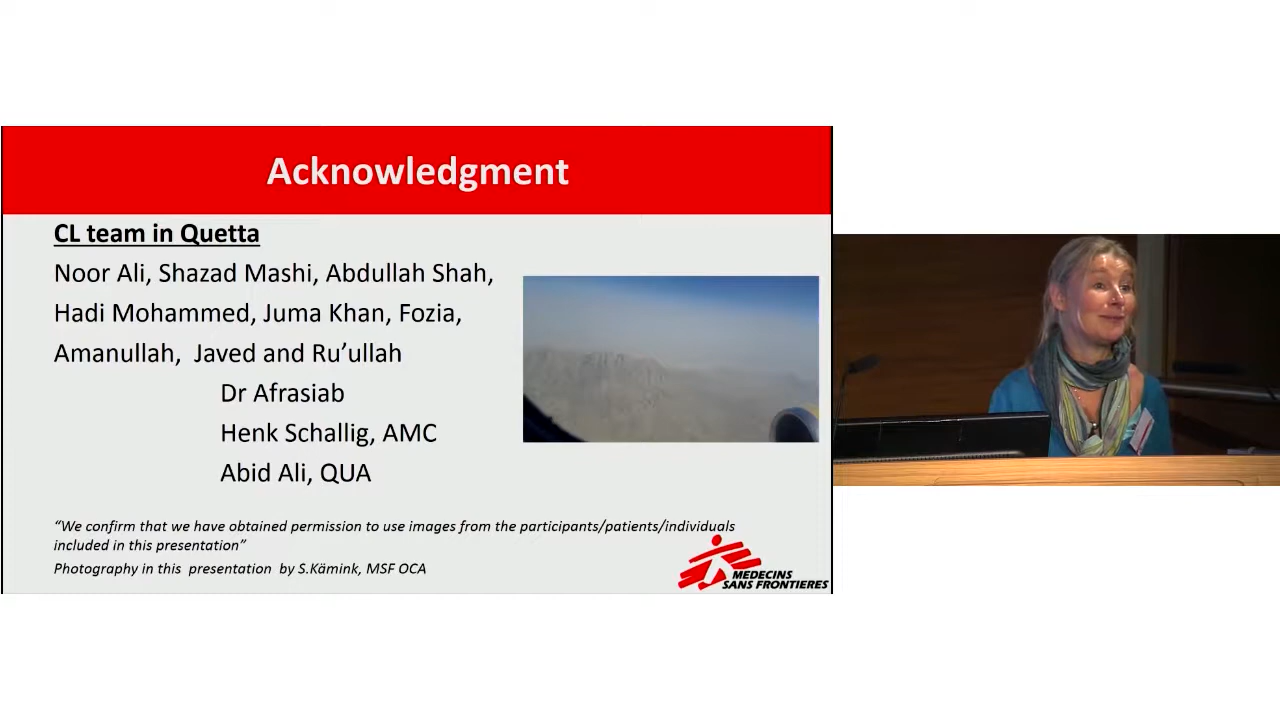 Acknowledgment
CL team in Quetta
Noor Ali, Shazad Mashi, Abdullah Shah,
Hadi Mohammed, Juma Khan, Fozia,
Amanullah, Javed and Ru’ullah
Dr Afrasiab
Henk Schallig, AMC
Abid Ali, QUA
“We confirm that we have obtained permission to use images from the participants/patients/individuals
included in this presentation”
Photography in this presentation by S.Kämink, MSF OCA
MEDECINS
SANS FRONTIERES